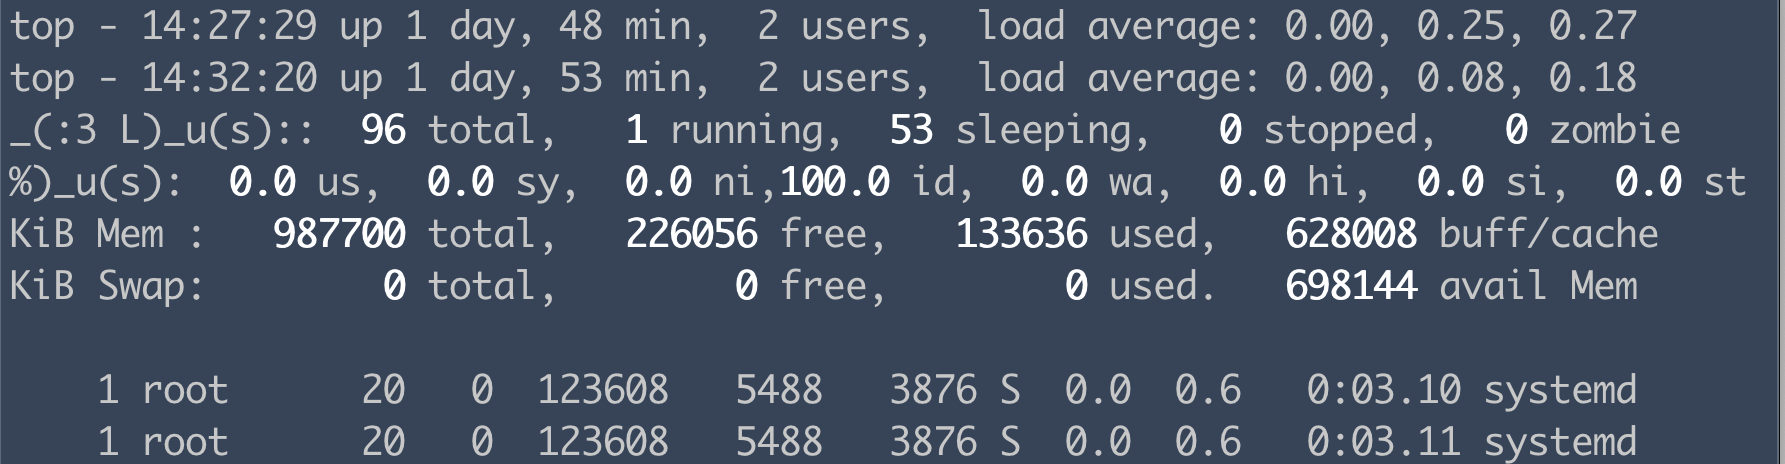 top - 14:27:29 up 1 day, 48 min,  2 users,  load average: 0.00, 0.25, 0.27
top - 14:32:20 up 1 day, 53 min,  2 users,  load average: 0.00, 0.08, 0.18
_(:3 L)_u(s)::  96 total,   1 running,  53 sleeping,   0 stopped,   0 zombie
%)_u(s):  0.0 us,  0.0 sy,  0.0 ni,100.0 id,  0.0 wa,  0.0 hi,  0.0 si,  0.0 st
KiB Mem :   987700 total,   226056 free,   133636 used,   628008 buff/cache
KiB Swap:        0 total,        0 free,        0 used.   698144 avail Mem
    1 root      20   0  123608   5488   3876 S  0.0  0.6   0:03.10 systemd
    1 root      20   0  123608   5488   3876 S  0.0  0.6   0:03.11 systemd